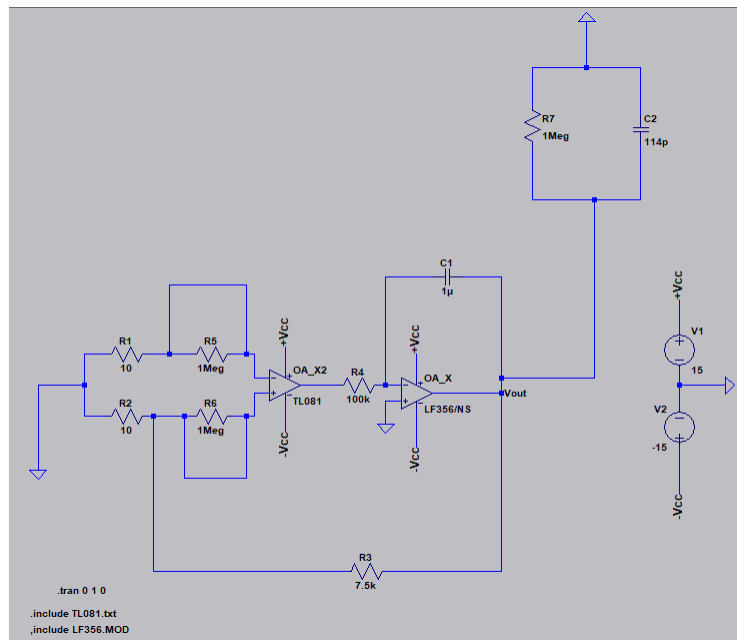 R7
1Meg
C2
114p
C1
1µ
+Vcc
V1
15
V2
-15
-Vcc
R1
10
R5
1Meg
+Vcc
OA_X2
TL081
-Vcc
R2
10
R6
1Meg
R4
100k
+Vcc
OA_X
LF356/NS
-Vcc
Vout
R3
7.5k
.tran 0 1 0
.include TL081.txt
,include LF356.MOD